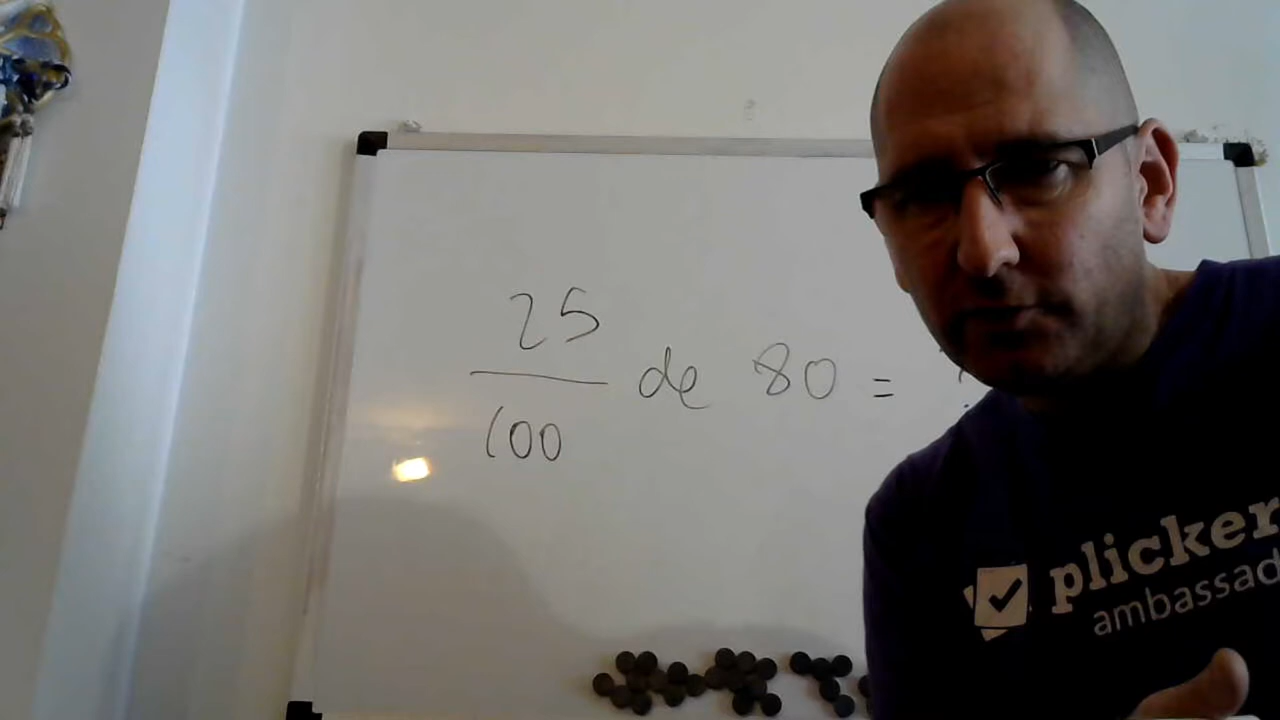 25
100
de 80 = ?
plicker
ambassad